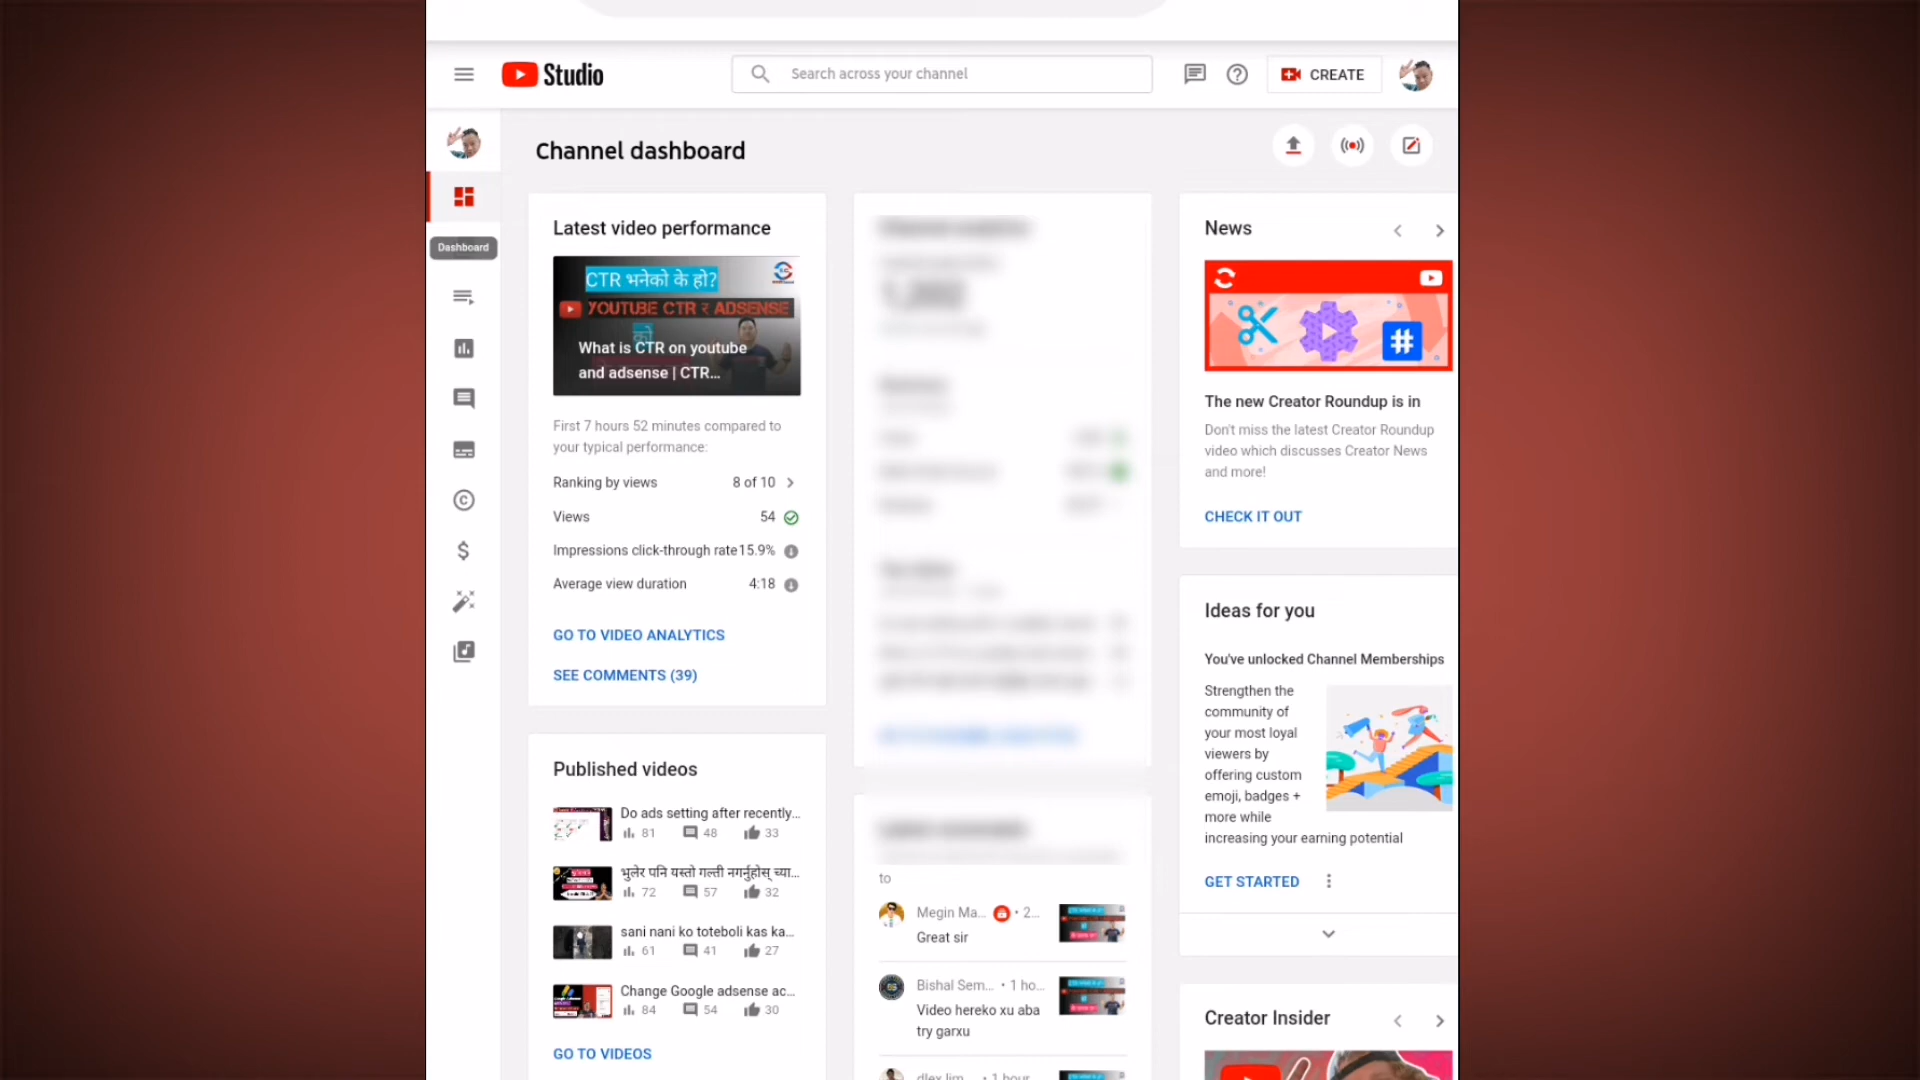 Studio
Search across your channel
CREATE
Channel dashboard
Dashboard
Latest video performance
CTR भनेको के हो?
YOUTUBE CTR र ADSENSE
को
What is CTR on youtube
and adsense | CTR...
First 7 hours 52 minutes compared to
your typical performance:
Ranking by views 8 of 10
Views 54
Impressions click-through rate 15.9%
Average view duration 4:18
GO TO VIDEO ANALYTICS
SEE COMMENTS (39)
Published videos
Do ads setting after recently...
81 48 33
भुलेर पनि यस्तो गल्ती नगर्नुहोस् च्या...
72 57 32
sani nani ko toteboli kas ka...
61 41 27
Change Google adsense ac...
84 54 30
GO TO VIDEOS
to
Megin Ma... • 2...
Great sir
Bishal Sem... • 1 ho...
Video hereko xu aba
try garxu
dlex lim... • 1 hour
News
The new Creator Roundup is in
Don't miss the latest Creator Roundup
video which discusses Creator News
and more!
CHECK IT OUT
Ideas for you
You've unlocked Channel Memberships
Strengthen the
community of
your most loyal
viewers by
offering custom
emoji, badges +
more while
increasing your earning potential
GET STARTED
Creator Insider